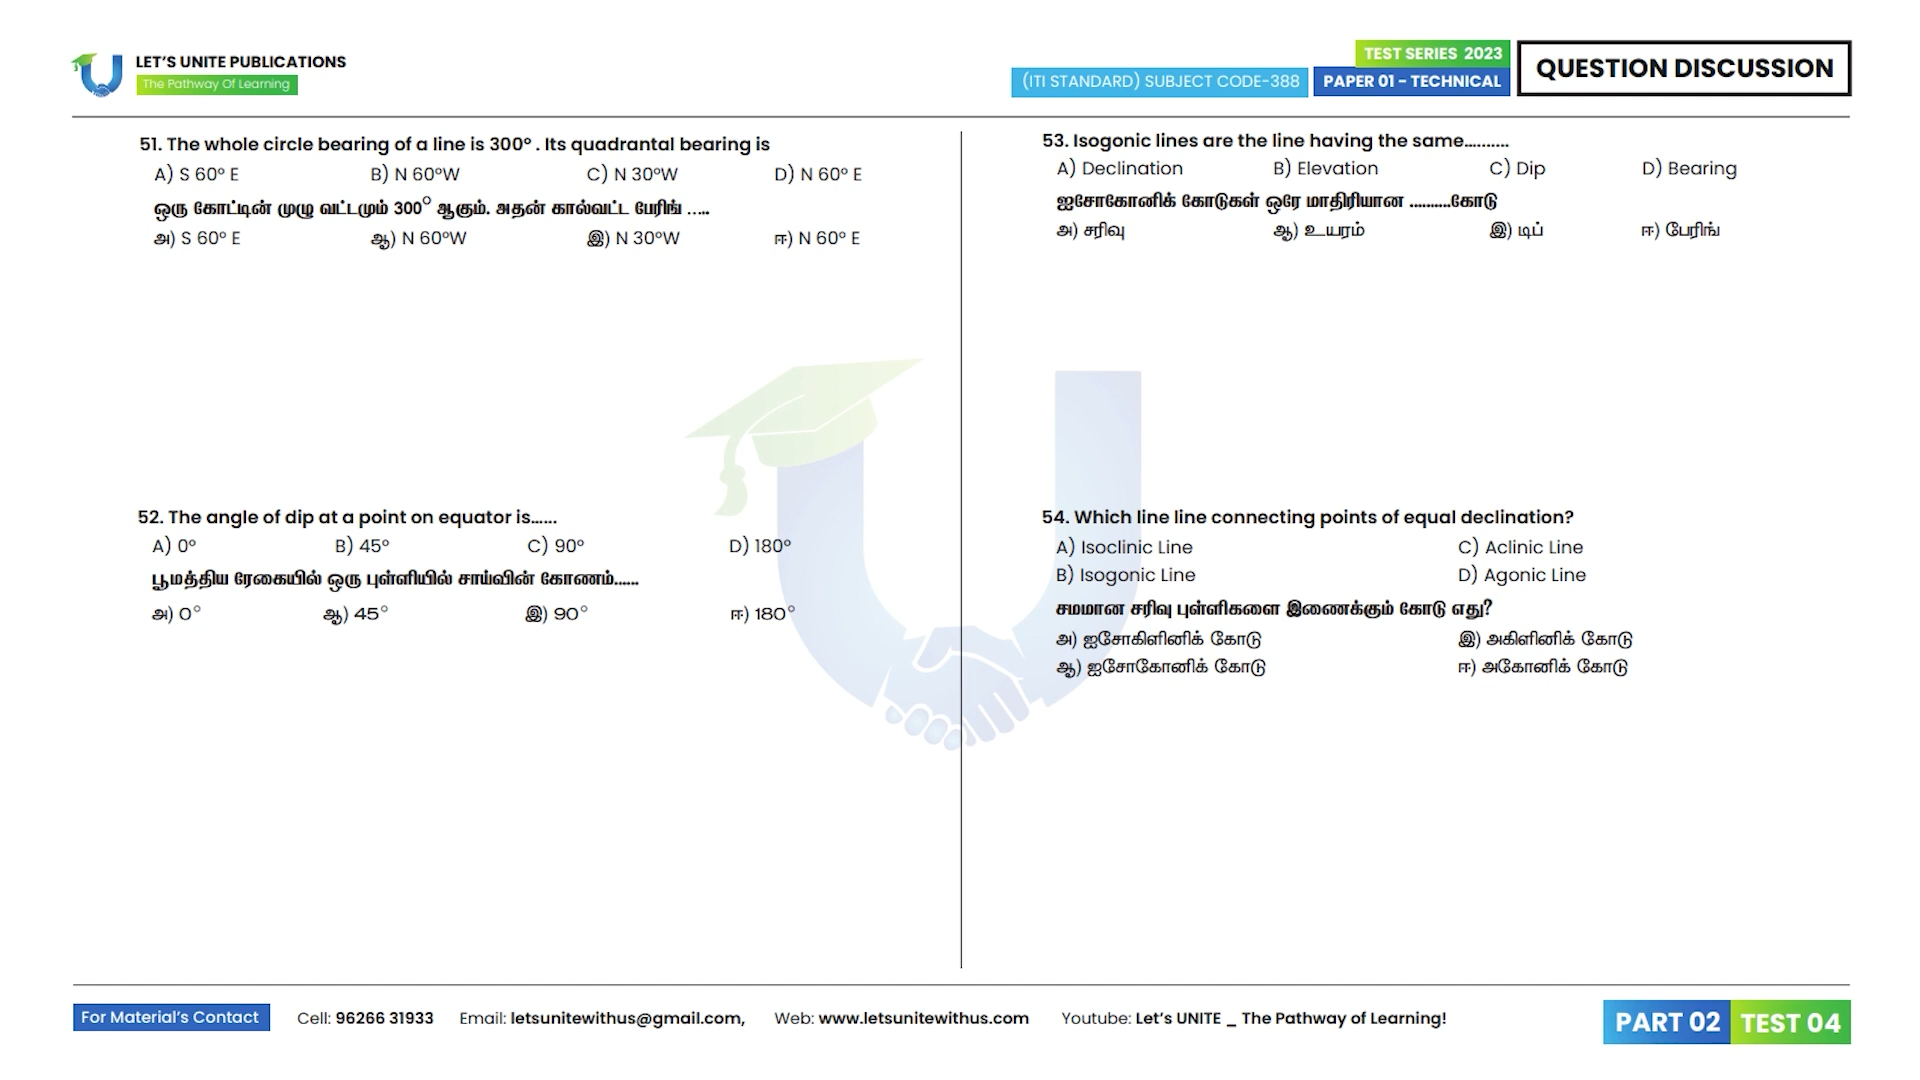 LET'S UNITE PUBLICATIONS
The Pathway Of Learning
TEST SERIES 2023
(ITI STANDARD) SUBJECT CODE-388
PAPER 01 - TECHNICAL
QUESTION DISCUSSION
51. The whole circle bearing of a line is 300° . Its quadrantal bearing is
A) S 60° E B) N 60°W C) N 30°W D) N 60° E
ஒரு கோட்டின் முழு வட்டமும் 300° ஆகும். அதன் கால்வட்ட பேரிங் .....
அ) S 60° E ஆ) N 60°W இ) N 30°W ஈ) N 60° E
52. The angle of dip at a point on equator is......
A) 0° B) 45° C) 90° D) 180°
பூமத்திய ரேகையில் ஒரு புள்ளியில் சாய்வின் கோணம்......
அ) 0° ஆ) 45° இ) 90° ஈ) 180°
53. Isogonic lines are the line having the same..........
A) Declination B) Elevation C) Dip D) Bearing
ஐசோகோனிக் கோடுகள் ஒரே மாதிரியான ..........கோடு
அ) சரிவு ஆ) உயரம் இ) டிப் ஈ) பேரிங்
54. Which line line connecting points of equal declination?
A) Isoclinic Line C) Aclinic Line
B) Isogonic Line D) Agonic Line
சமமான சரிவு புள்ளிகளை இணைக்கும் கோடு எது?
அ) ஐசோகிளினிக் கோடு இ) அகிளினிக் கோடு
ஆ) ஐசோகோனிக் கோடு ஈ) அகோனிக் கோடு
For Material's Contact Cell: 96266 31933 Email: letsunitewithus@gmail.com, Web: www.letsunitewithus.com Youtube: Let's UNITE _ The Pathway of Learning!
PART 02 TEST 04